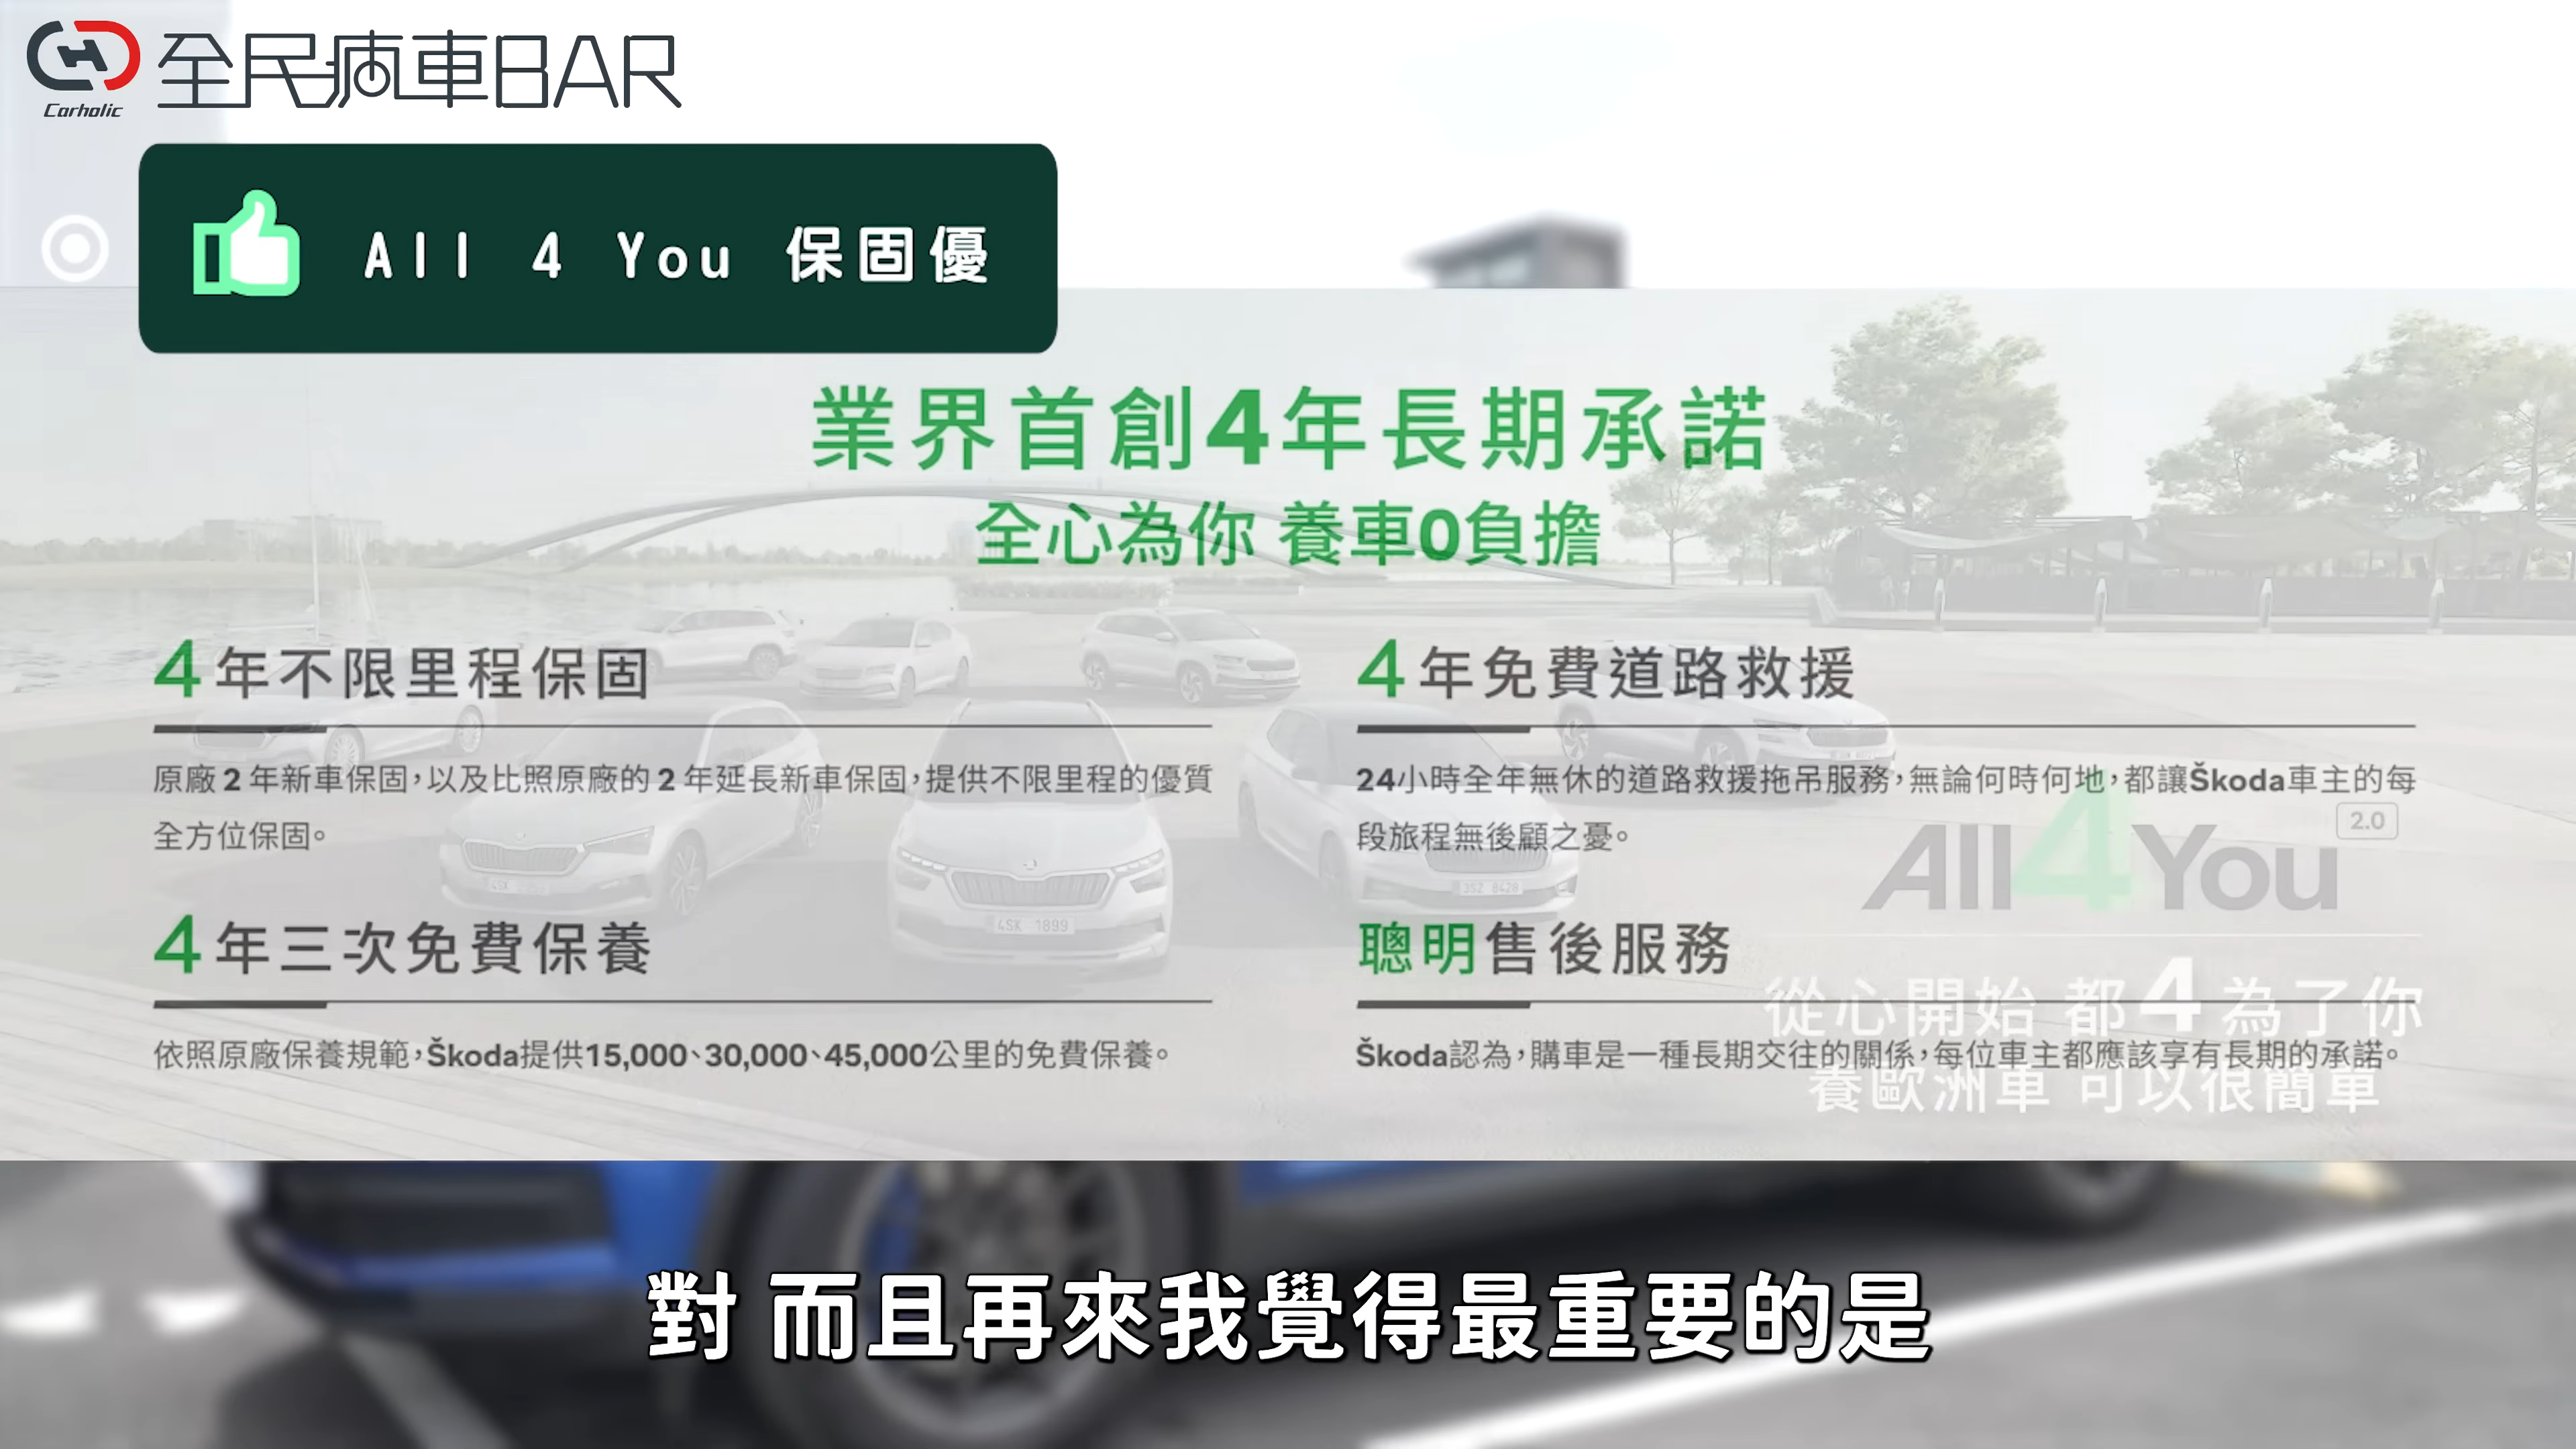 Carholic
全民瘋車BAR
All 4 You 保固優
業界首創4年長期承諾
全心為你 養車0負擔
4年不限里程保固
原廠 2 年新車保固，以及比照原廠的 2 年延長新車保固，提供不限里程的優質
全方位保固。
4年免費道路救援
24小時全年無休的道路救援拖吊服務，無論何時何地，都讓Škoda車主的每
段旅程無後顧之憂。
All4You 2.0
4年三次免費保養
依照原廠保養規範，Škoda提供15,000、30,000、45,000公里的免費保養。
聰明售後服務
Škoda認為，購車是一種長期交往的關係，每位車主都應該享有長期的承諾。
從心開始 都4為了你
養歐洲車 可以很簡單
4SK 1899
3SZ 8428
對 而且再來我覺得最重要的是